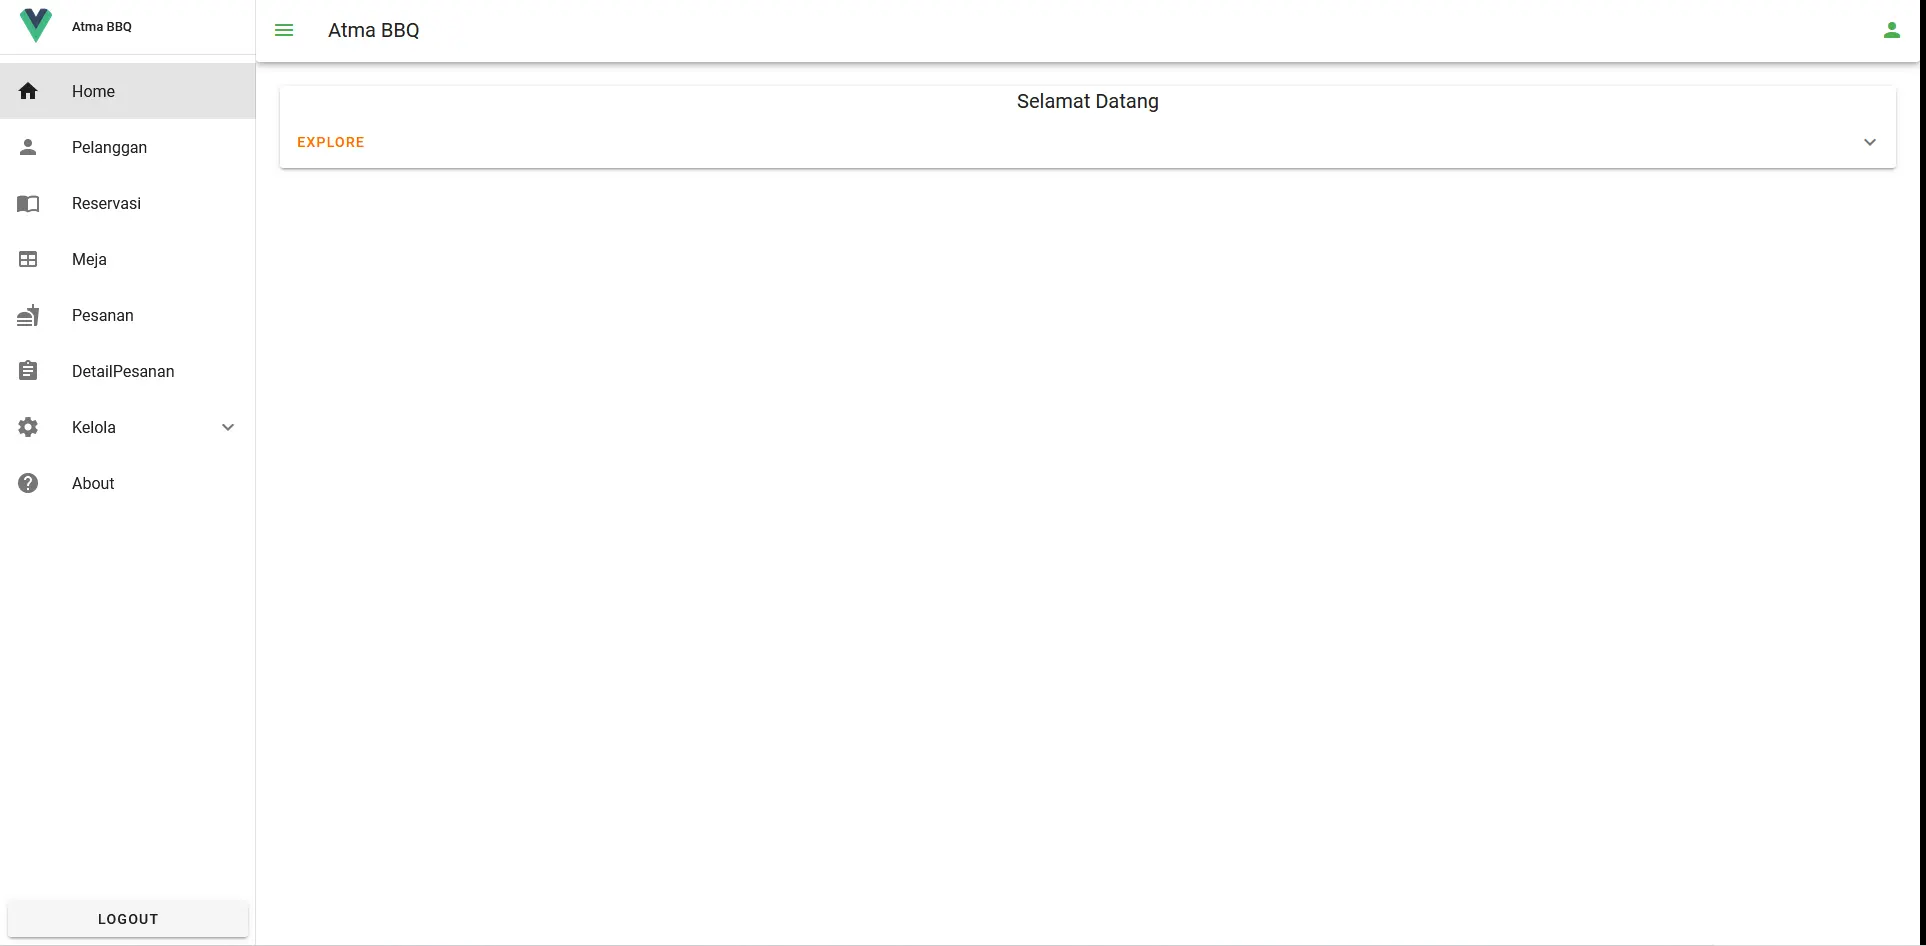 Atma BBQ
Home
Pelanggan
Reservasi
Meja
Pesanan
DetailPesanan
Kelola
About
LOGOUT
Atma BBQ
Selamat Datang
EXPLORE